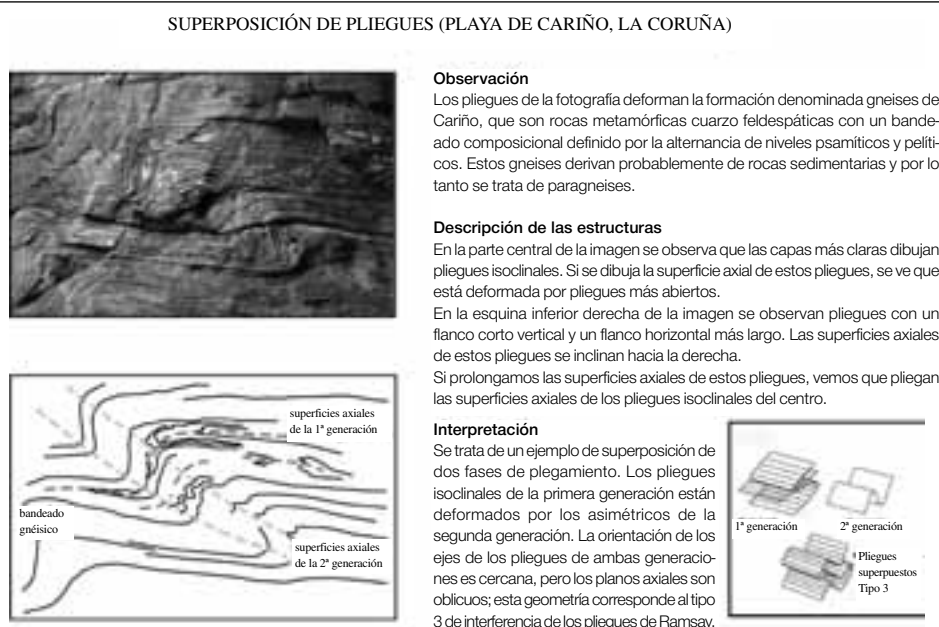 SUPERPOSICIÓN DE PLIEGUES (PLAYA DE CARIÑO, LA CORUÑA)
Observación
Los pliegues de la fotografía deforman la formación denominada gneises de
Cariño, que son rocas metamórficas cuarzo feldespáticas con un bande-
ado composicional definido por la alternancia de niveles psamíticos y pelíti-
cos. Estos gneises derivan probablemente de rocas sedimentarias y por lo
tanto se trata de paragneises.
Descripción de las estructuras
En la parte central de la imagen se observa que las capas más claras dibujan
pliegues isoclinales. Si se dibuja la superficie axial de estos pliegues, se ve que
está deformada por pliegues más abiertos.
En la esquina inferior derecha de la imagen se observan pliegues con un
flanco corto vertical y un flanco horizontal más largo. Las superficies axiales
de estos pliegues se inclinan hacia la derecha.
Si prolongamos las superficies axiales de estos pliegues, vemos que pliegan
las superficies axiales de los pliegues isoclinales del centro.
Interpretación
Se trata de un ejemplo de superposición de
dos fases de plegamiento. Los pliegues
isoclinales de la primera generación están
deformados por los asimétricos de la
segunda generación. La orientación de los
ejes de los pliegues de ambas generacio-
nes es cercana, pero los planos axiales son
oblicuos; esta geometría corresponde al tipo
3 de interferencia de los pliegues de Ramsay.
superficies axiales
de la 1ª generación
bandeado
gnéisico
superficies axiales
de la 2ª generación
1ª generación
2ª generación
Pliegues
superpuestos
Tipo 3